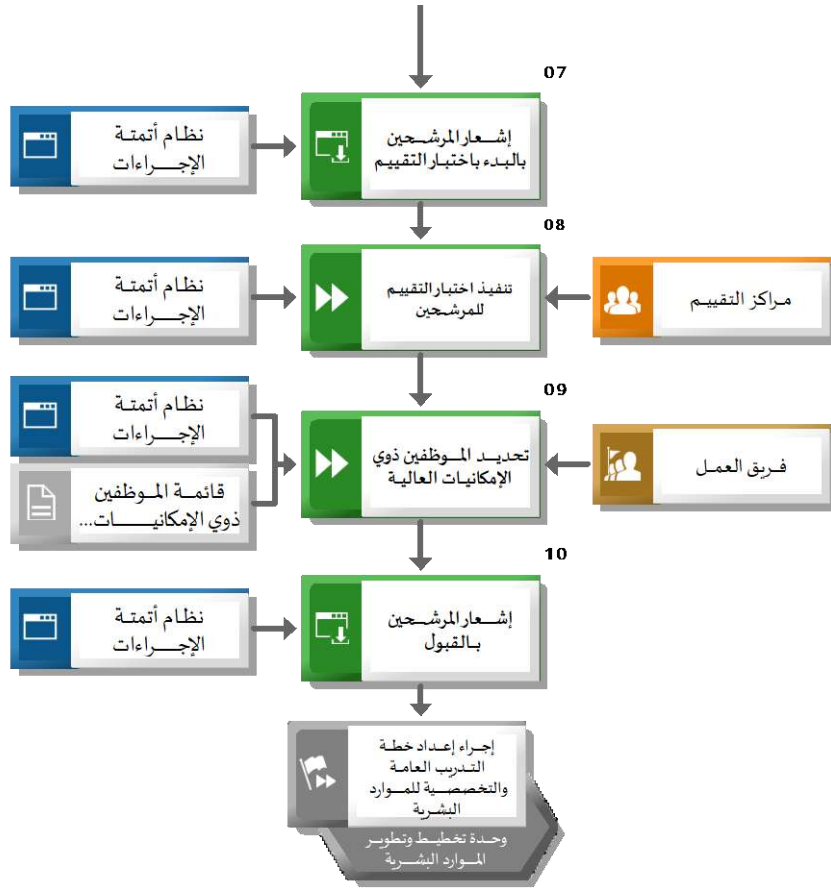 07
إشعار المرشحين
بالبدء باختبار التقييم
نظام أتمتة
الإجراءات
08
مراكز التقييم
تنفيذ اختبار التقييم
للمرشحين
نظام أتمتة
الإجراءات
09
فريق العمل
تحديد الموظفين ذوي
الإمكانيات العالية
نظام أتمتة
الإجراءات
قائمة الموظفين
ذوي الإمكانيات...
10
إشعار المرشحين
بالقبول
نظام أتمتة
الإجراءات
إجراء إعداد خطة
التدريب العامة
والتخصصية للموارد
البشرية
وحدة تخطيط وتطوير
الموارد البشرية